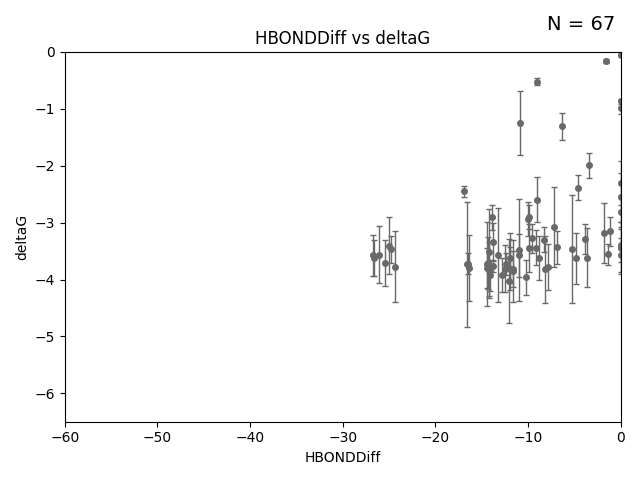 N = 67
HBONDDiff vs deltaG
0
−1
−2
−3
−4
−5
−6
deltaG
−60 −50 −40 −30 −20 −10 0
HBONDDiff